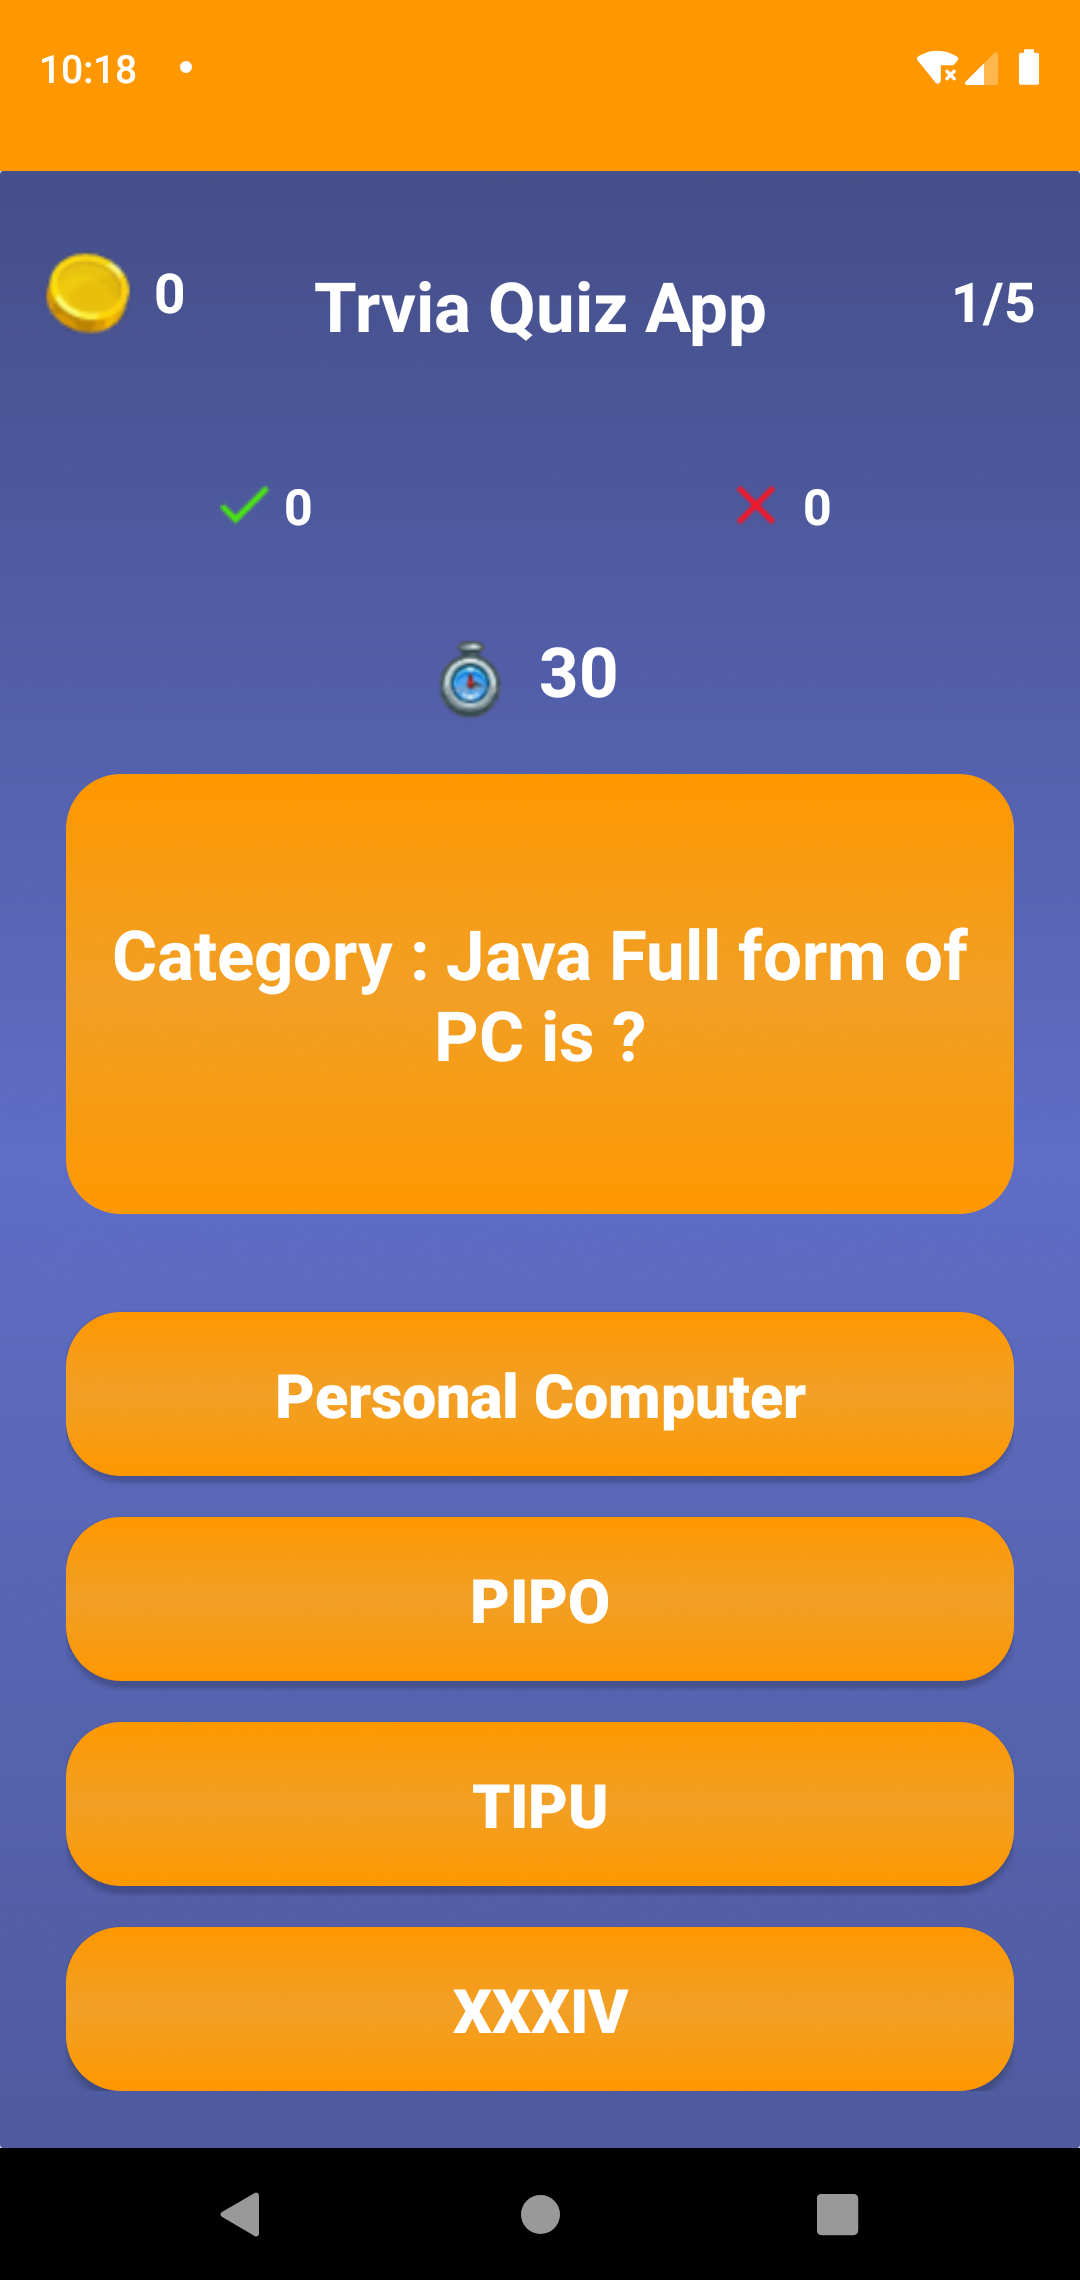 10:18
0
Trvia Quiz App
1/5
0
0
30
Category : Java Full form of
PC is ?
Personal Computer
PIPO
TIPU
XXXIV